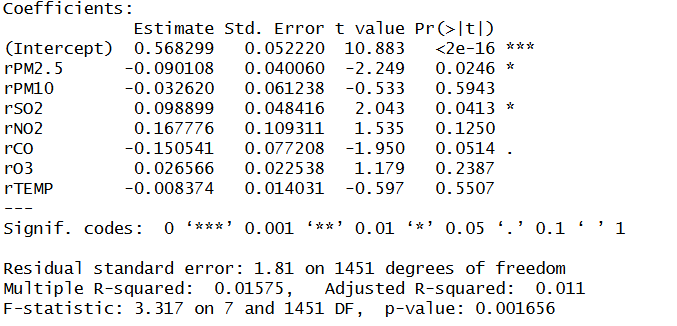 Coefficients:
Estimate Std. Error t value Pr(>|t|)
(Intercept) 0.568299 0.052220 10.883 <2e-16 ***
rPM2.5 -0.090108 0.040060 -2.249 0.0246 *
rPM10 -0.032620 0.061238 -0.533 0.5943
rSO2 0.098899 0.048416 2.043 0.0413 *
rNO2 0.167776 0.109311 1.535 0.1250
rCO -0.150541 0.077208 -1.950 0.0514 .
rO3 0.026566 0.022538 1.179 0.2387
rTEMP -0.008374 0.014031 -0.597 0.5507
---
Signif. codes: 0 ‘***’ 0.001 ‘**’ 0.01 ‘*’ 0.05 ‘.’ 0.1 ‘ ’ 1
Residual standard error: 1.81 on 1451 degrees of freedom
Multiple R-squared: 0.01575, Adjusted R-squared: 0.011
F-statistic: 3.317 on 7 and 1451 DF, p-value: 0.001656